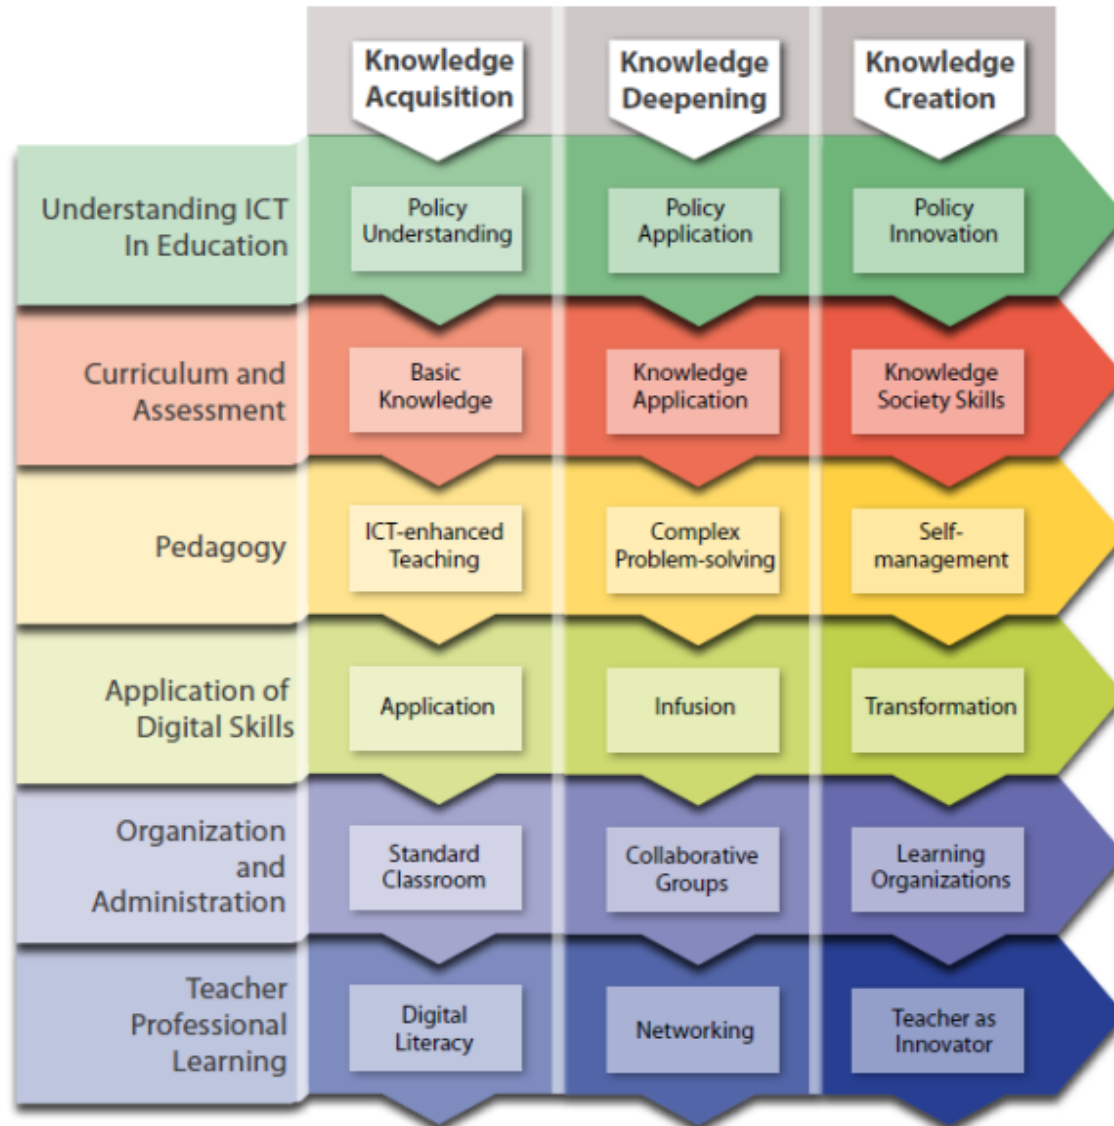 Knowledge
Acquisition
Knowledge
Deepening
Knowledge
Creation
Understanding ICT
In Education
Policy
Understanding
Policy
Application
Policy
Innovation
Curriculum and
Assessment
Basic
Knowledge
Knowledge
Application
Knowledge
Society Skills
Pedagogy
ICT-enhanced
Teaching
Complex
Problem-solving
Self-
management
Application of
Digital Skills
Application
Infusion
Transformation
Organization
and
Administration
Standard
Classroom
Collaborative
Groups
Learning
Organizations
Teacher
Professional
Learning
Digital
Literacy
Networking
Teacher as
Innovator